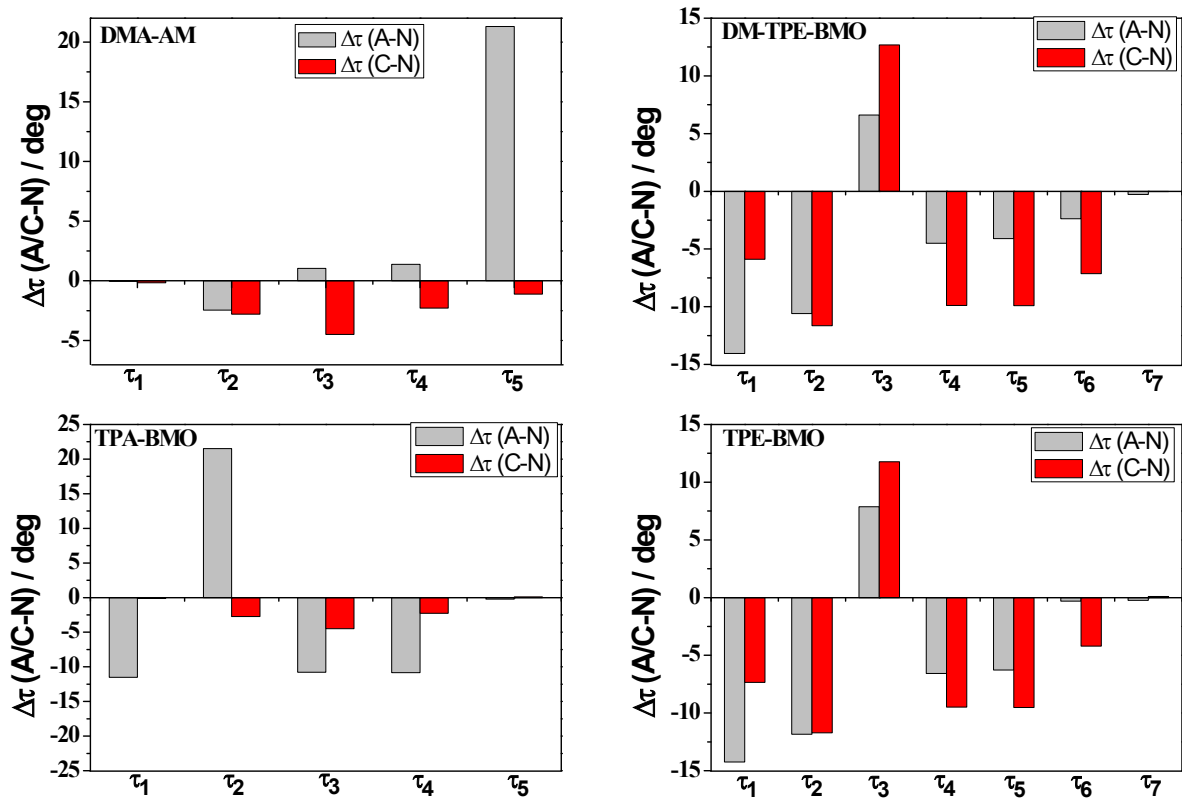 DMA-AM
Δτ (A-N)
Δτ (C-N)
Δτ (A/C-N) / deg
20
15
10
5
0
-5
τ1
τ2
τ3
τ4
τ5
DM-TPE-BMO
Δτ (A-N)
Δτ (C-N)
Δτ (A/C-N) / deg
15
10
5
0
-5
-10
-15
τ1
τ2
τ3
τ4
τ5
τ6
τ7
TPA-BMO
Δτ (A-N)
Δτ (C-N)
Δτ (A/C-N) / deg
25
20
15
10
5
0
-5
-10
-15
-20
-25
τ1
τ2
τ3
τ4
τ5
TPE-BMO
Δτ (A-N)
Δτ (C-N)
Δτ (A/C-N) / deg
15
10
5
0
-5
-10
-15
τ1
τ2
τ3
τ4
τ5
τ6
τ7